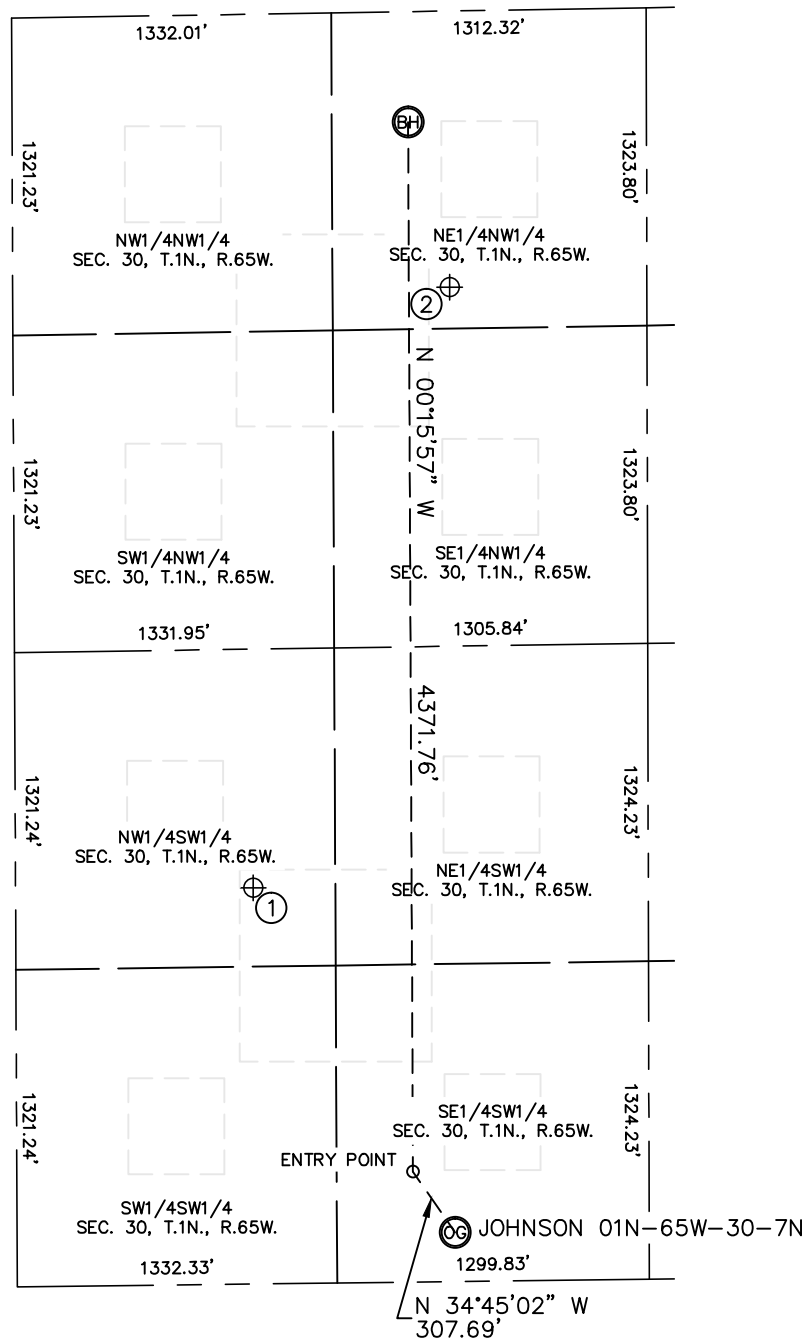 1332.01'
1312.32'
BH
1321.23'
1323.80'
NW1/4NW1/4
SEC. 30, T.1N., R.65W.
NE1/4NW1/4
SEC. 30, T.1N., R.65W.
2
N 00°15'57" W
1321.23'
1323.80'
SW1/4NW1/4
SEC. 30, T.1N., R.65W.
SE1/4NW1/4
SEC. 30, T.1N., R.65W.
1331.95'
1305.84'
4371.76'
1321.24'
1324.23'
NW1/4SW1/4
SEC. 30, T.1N., R.65W.
NE1/4SW1/4
SEC. 30, T.1N., R.65W.
1
1321.24'
1324.23'
SE1/4SW1/4
SEC. 30, T.1N., R.65W.
ENTRY POINT
SW1/4SW1/4
SEC. 30, T.1N., R.65W.
OG JOHNSON 01N-65W-30-7N
1332.33'
1299.83'
N 34°45'02" W
307.69'